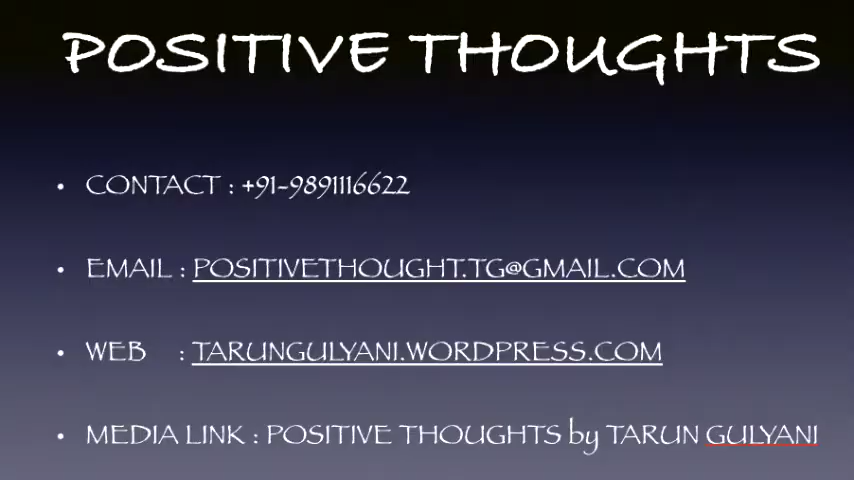 POSITIVE THOUGHTS
• CONTACT : +91-9891116622
• EMAIL : POSITIVETHOUGHT.TG@GMAIL.COM
• WEB : TARUNGULYANI.WORDPRESS.COM
• MEDIA LINK : POSITIVE THOUGHTS by TARUN GULYANI